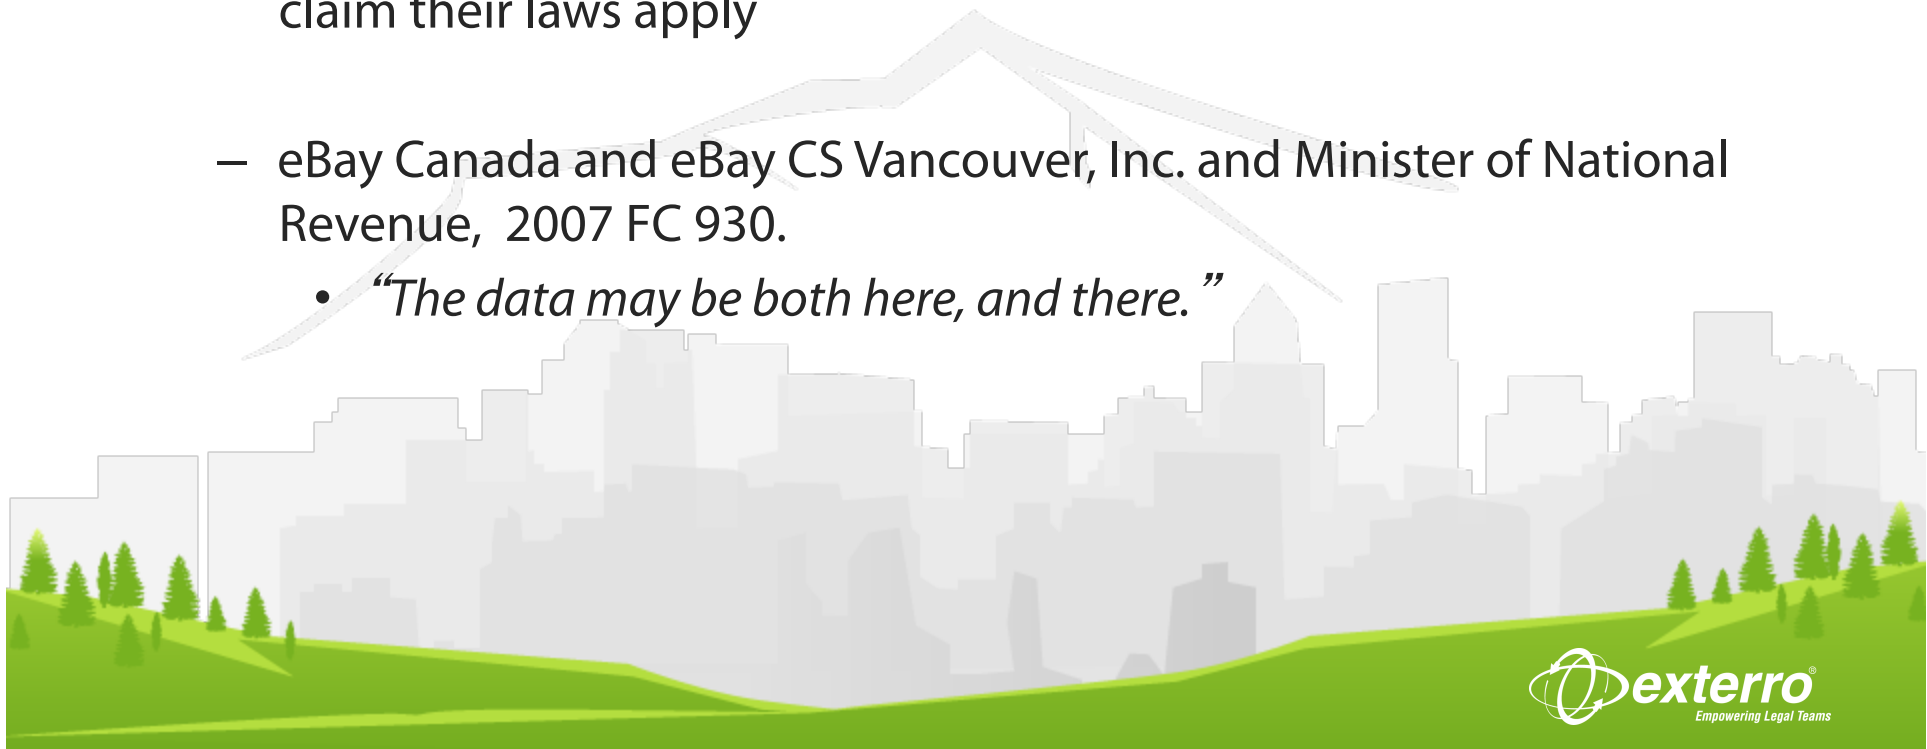 claim their laws apply
– eBay Canada and eBay CS Vancouver, Inc. and Minister of National
Revenue, 2007 FC 930.
• “The data may be both here, and there.”
exterro®
Empowering Legal Teams